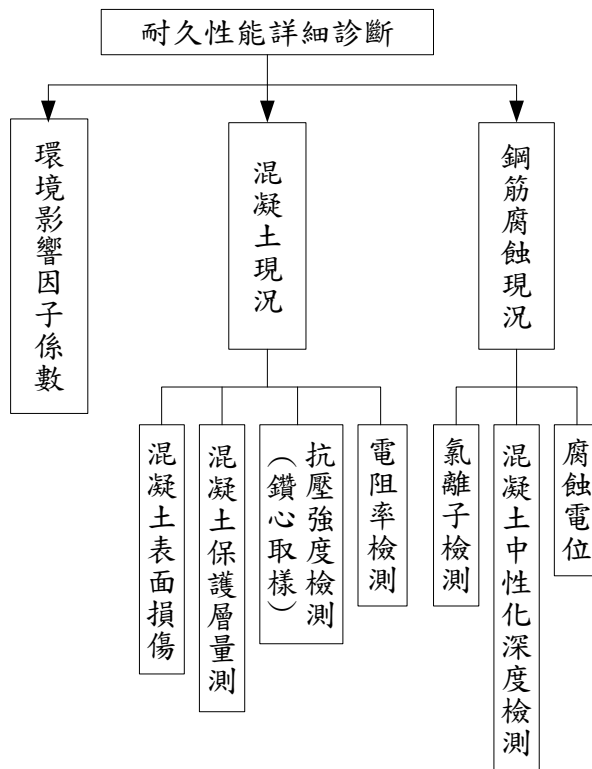 耐久性能詳細診斷
環境影響因子係數
混凝土現況
鋼筋腐蝕現況
混凝土表面損傷
混凝土保護層量測
抗壓強度檢測
（鑽心取樣）
電阻率檢測
氯離子檢測
混凝土中性化深度檢測
腐蝕電位